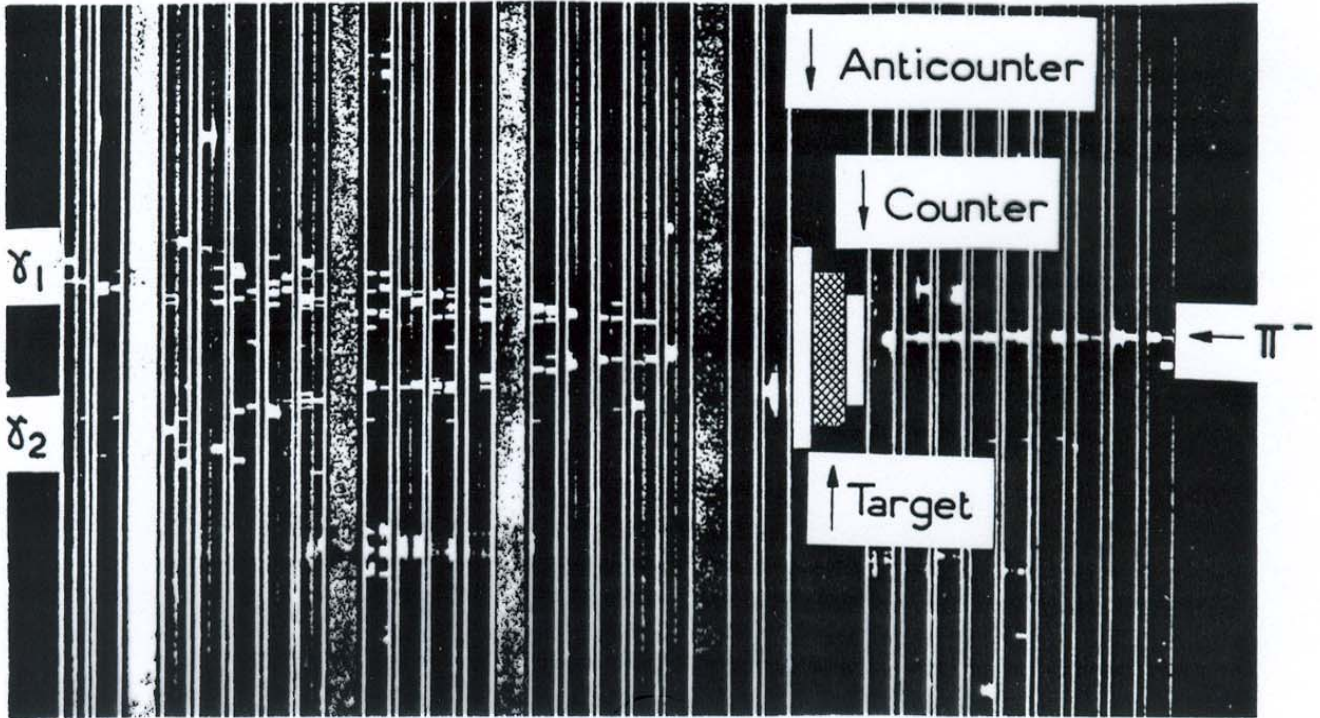 ↓ Anticounter
↓ Counter
γ₁
← π⁻
γ₂
↑ Target